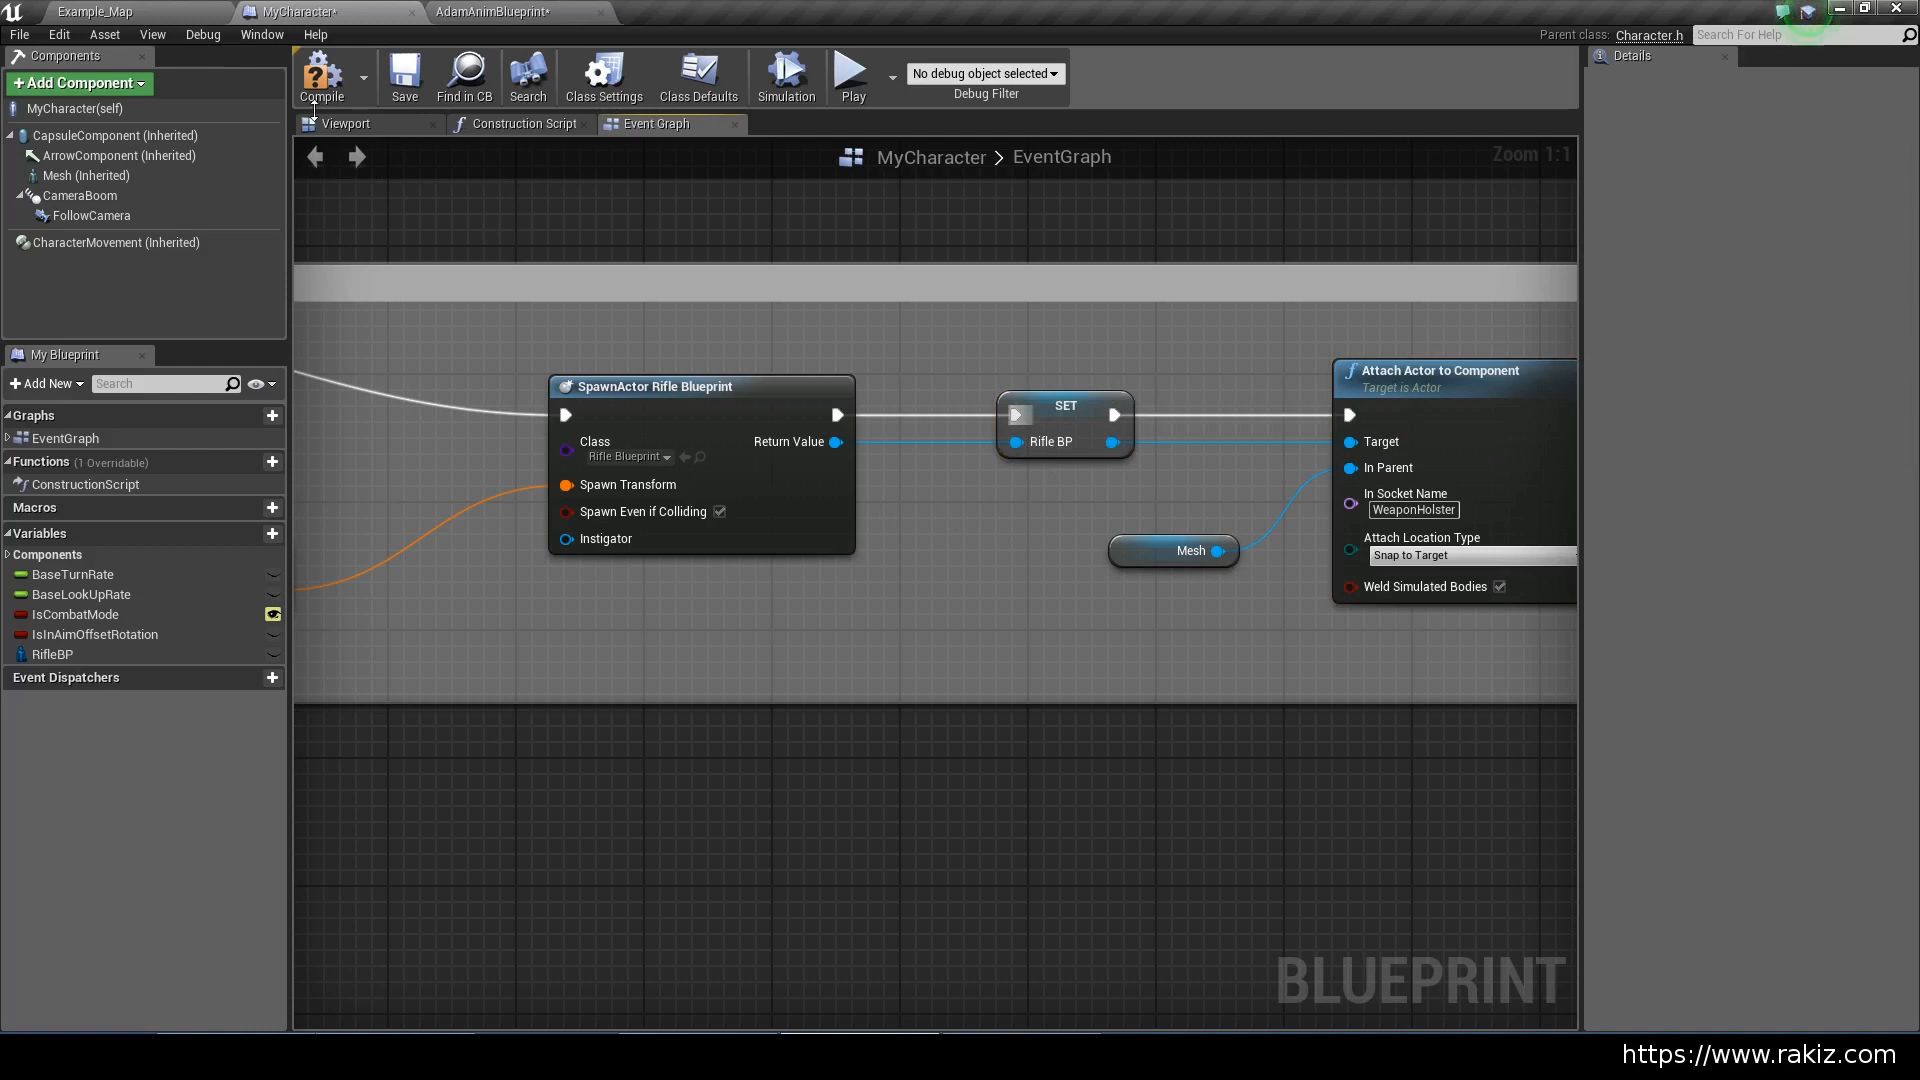 Example_Map
MyCharacter*
AdamAnimBlueprint*
File Edit Asset View Debug Window Help
Parent class: Character.h
Search For Help
Components
+Add Component
MyCharacter(self)
CapsuleComponent (Inherited)
ArrowComponent (Inherited)
Mesh (Inherited)
CameraBoom
FollowCamera
CharacterMovement (Inherited)
Compile
Save
Find in CB
Search
Class Settings
Class Defaults
Simulation
Play
No debug object selected
Debug Filter
Details
Viewport
Construction Script
Event Graph
MyCharacter > EventGraph
Zoom 1:1
My Blueprint
+Add New
Search
Graphs
EventGraph
Functions (1 Overridable)
ConstructionScript
Macros
Variables
Components
BaseTurnRate
BaseLookUpRate
IsCombatMode
IsInAimOffsetRotation
RifleBP
Event Dispatchers
SpawnActor Rifle Blueprint
Class
Rifle Blueprint
Return Value
Spawn Transform
Spawn Even if Colliding
Instigator
SET
Rifle BP
Mesh
Attach Actor to Component
Target is Actor
Target
In Parent
In Socket Name
WeaponHolster
Attach Location Type
Snap to Target
Weld Simulated Bodies
BLUEPRINT
https://www.rakiz.com